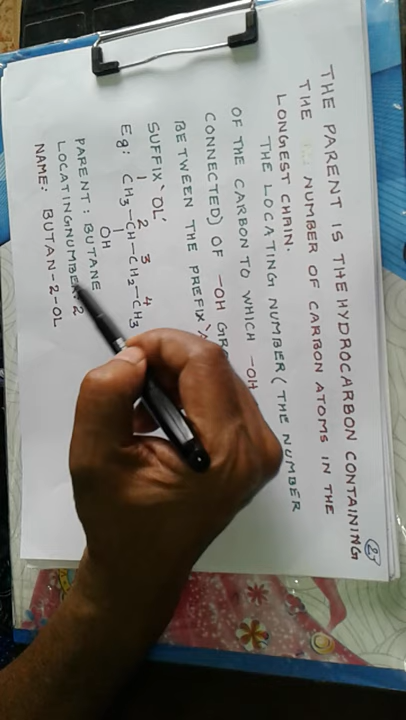 25
THE PARENT IS THE HYDROCARBON CONTAINING
THE NUMBER OF CARBON ATOMS IN THE
LONGEST CHAIN.
THE LOCATING NUMBER (THE NUMBER
OF THE CARBON TO WHICH -OH
CONNECTED) OF -OH
BETWEEN THE PREFIX
SUFFIX 'OL'
1 2 3 4
Eg: CH3-CH-CH2-CH3
OH
PARENT: BUTANE
LOCATING NUMBER: 2
NAME: BUTAN-2-OL